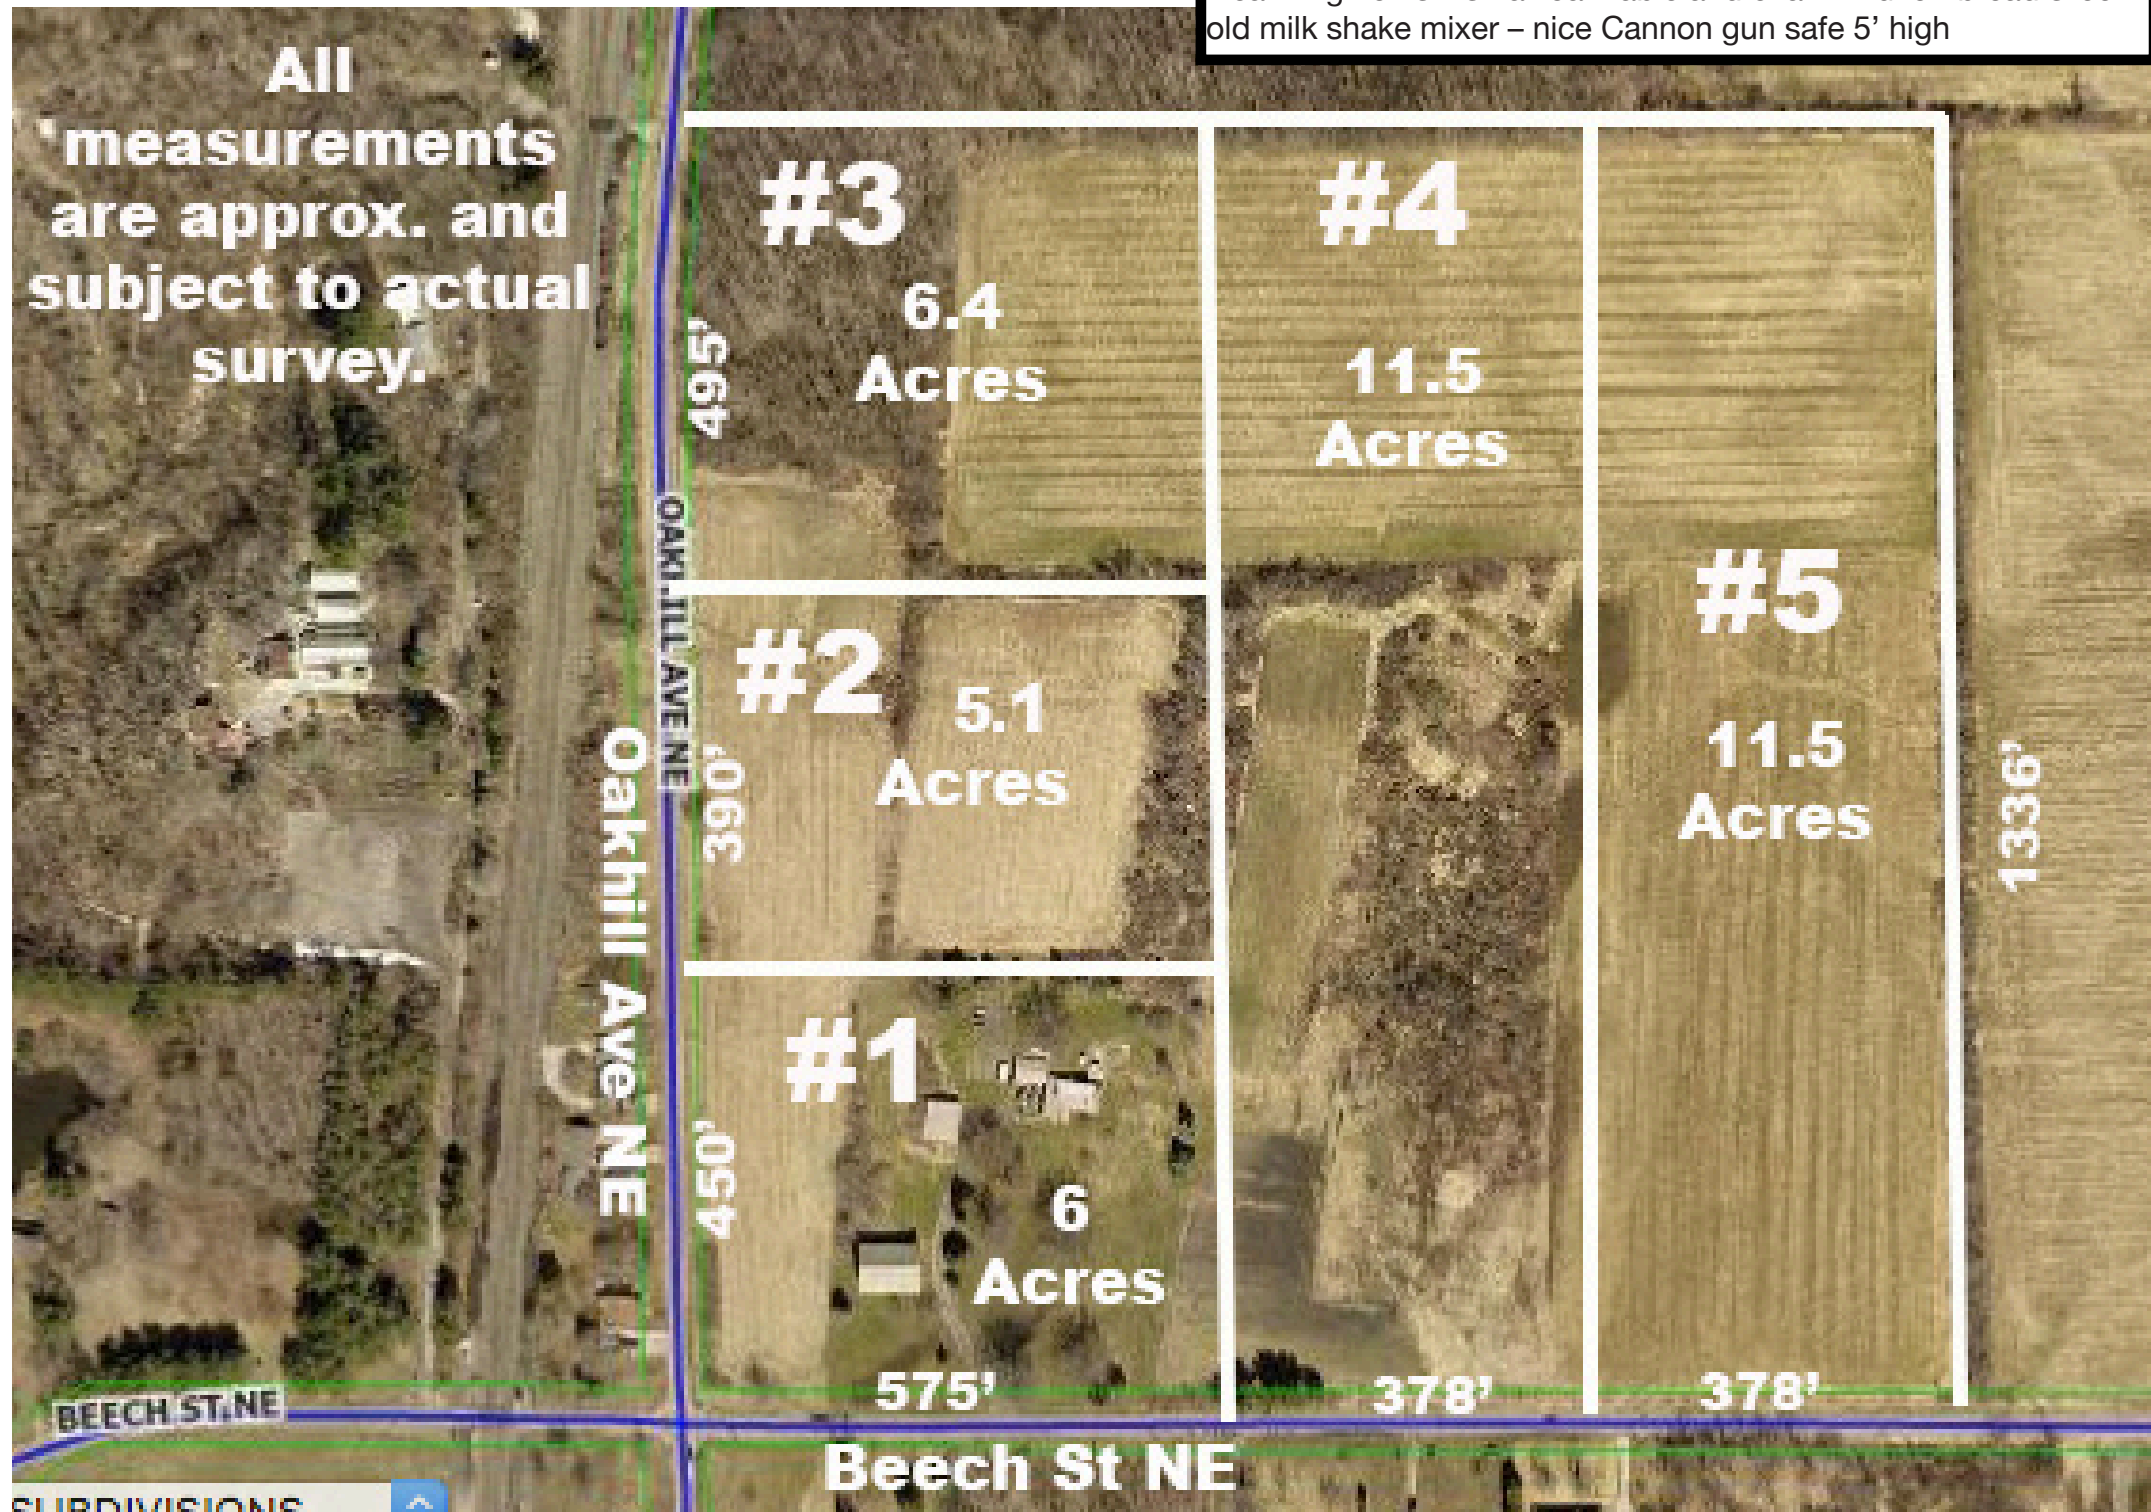 old milk shake mixer – nice Cannon gun safe 5’ high
All
measurements
are approx. and
subject to actual
survey.
#3
6.4
Acres
495’
#4
11.5
Acres
#5
11.5
Acres
1336’
OAKHILL AVE NE
Oakhill Ave NE
#2
5.1
Acres
390’
#1
6
Acres
450’
575’
378’
378’
BEECH ST NE
Beech St NE
SUBDIVISIONS